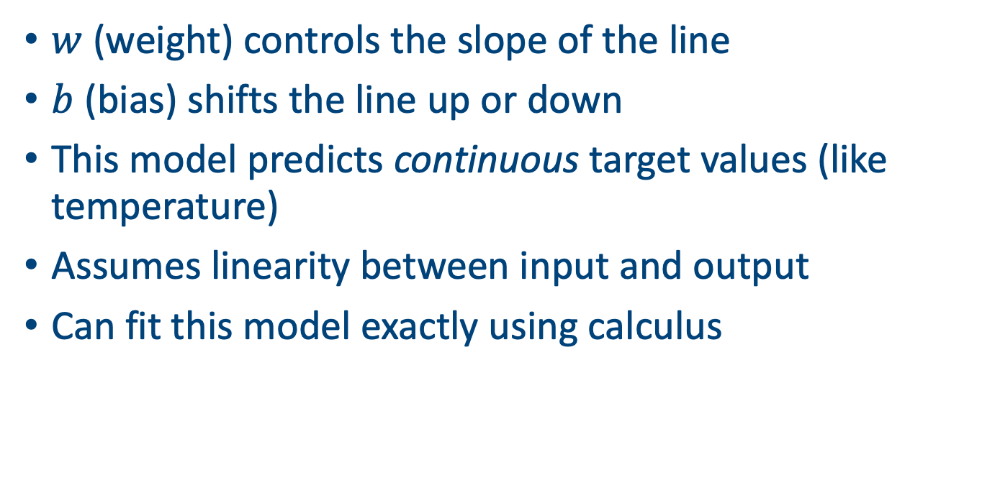 • w (weight) controls the slope of the line
• b (bias) shifts the line up or down
• This model predicts continuous target values (like
temperature)
• Assumes linearity between input and output
• Can fit this model exactly using calculus